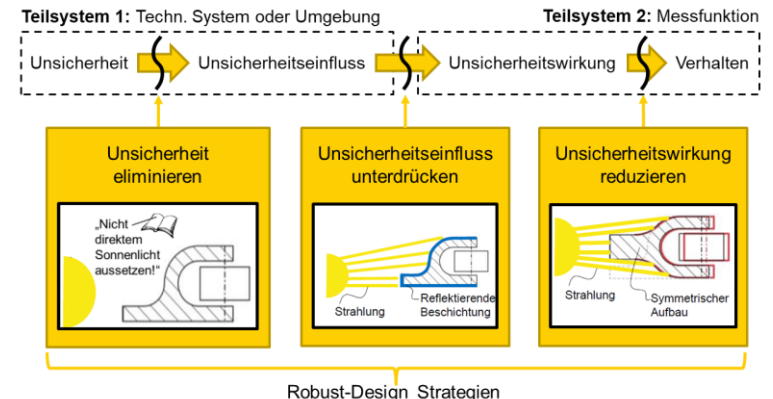 Teilsystem 1: Techn. System oder Umgebung
Teilsystem 2: Messfunktion
Unsicherheit
Unsicherheitseinfluss
Unsicherheitswirkung
Verhalten
Unsicherheit
eliminieren
„Nicht
direktem
Sonnenlicht
aussetzen!“
Unsicherheitseinfluss
unterdrücken
Strahlung
Reflektierende
Beschichtung
Unsicherheitswirkung
reduzieren
Strahlung
Symmetrischer
Aufbau
Robust-Design Strategien